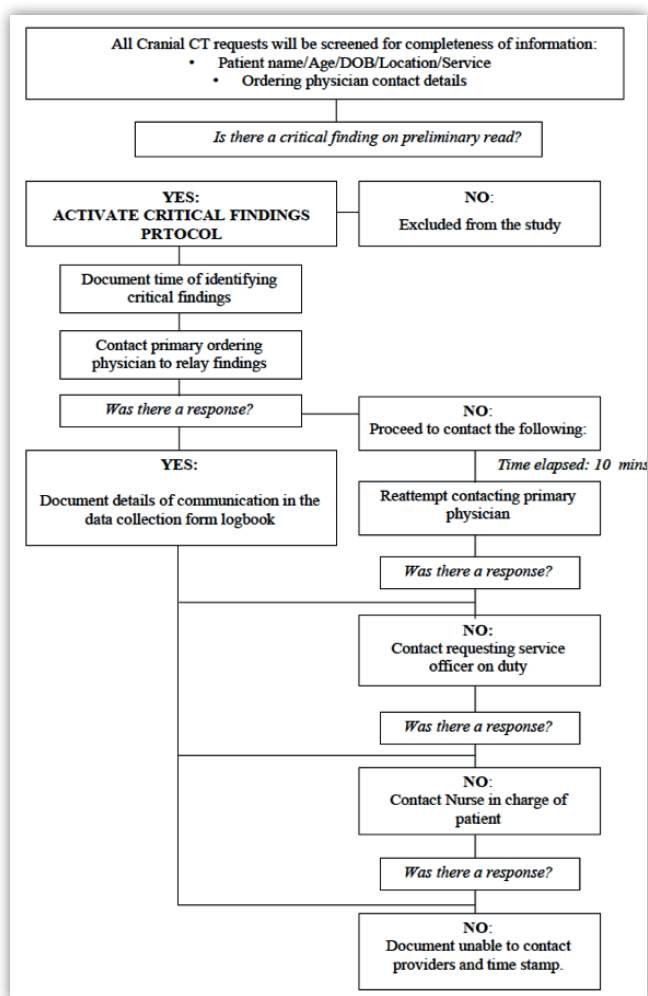 All Cranial CT requests will be screened for completeness of information:
• Patient name/Age/DOB/Location/Service
• Ordering physician contact details
Is there a critical finding on preliminary read?
YES:
ACTIVATE CRITICAL FINDINGS
PRTOCOL
NO:
Excluded from the study
Document time of identifying
critical findings
Contact primary ordering
physician to relay findings
Was there a response?
NO:
Proceed to contact the following:
YES:
Document details of communication in the
data collection form logbook
Time elapsed: 10 mins
Reattempt contacting primary
physician
Was there a response?
NO:
Contact requesting service
officer on duty
Was there a response?
NO:
Contact Nurse in charge of
patient
Was there a response?
NO:
Document unable to contact
providers and time stamp.